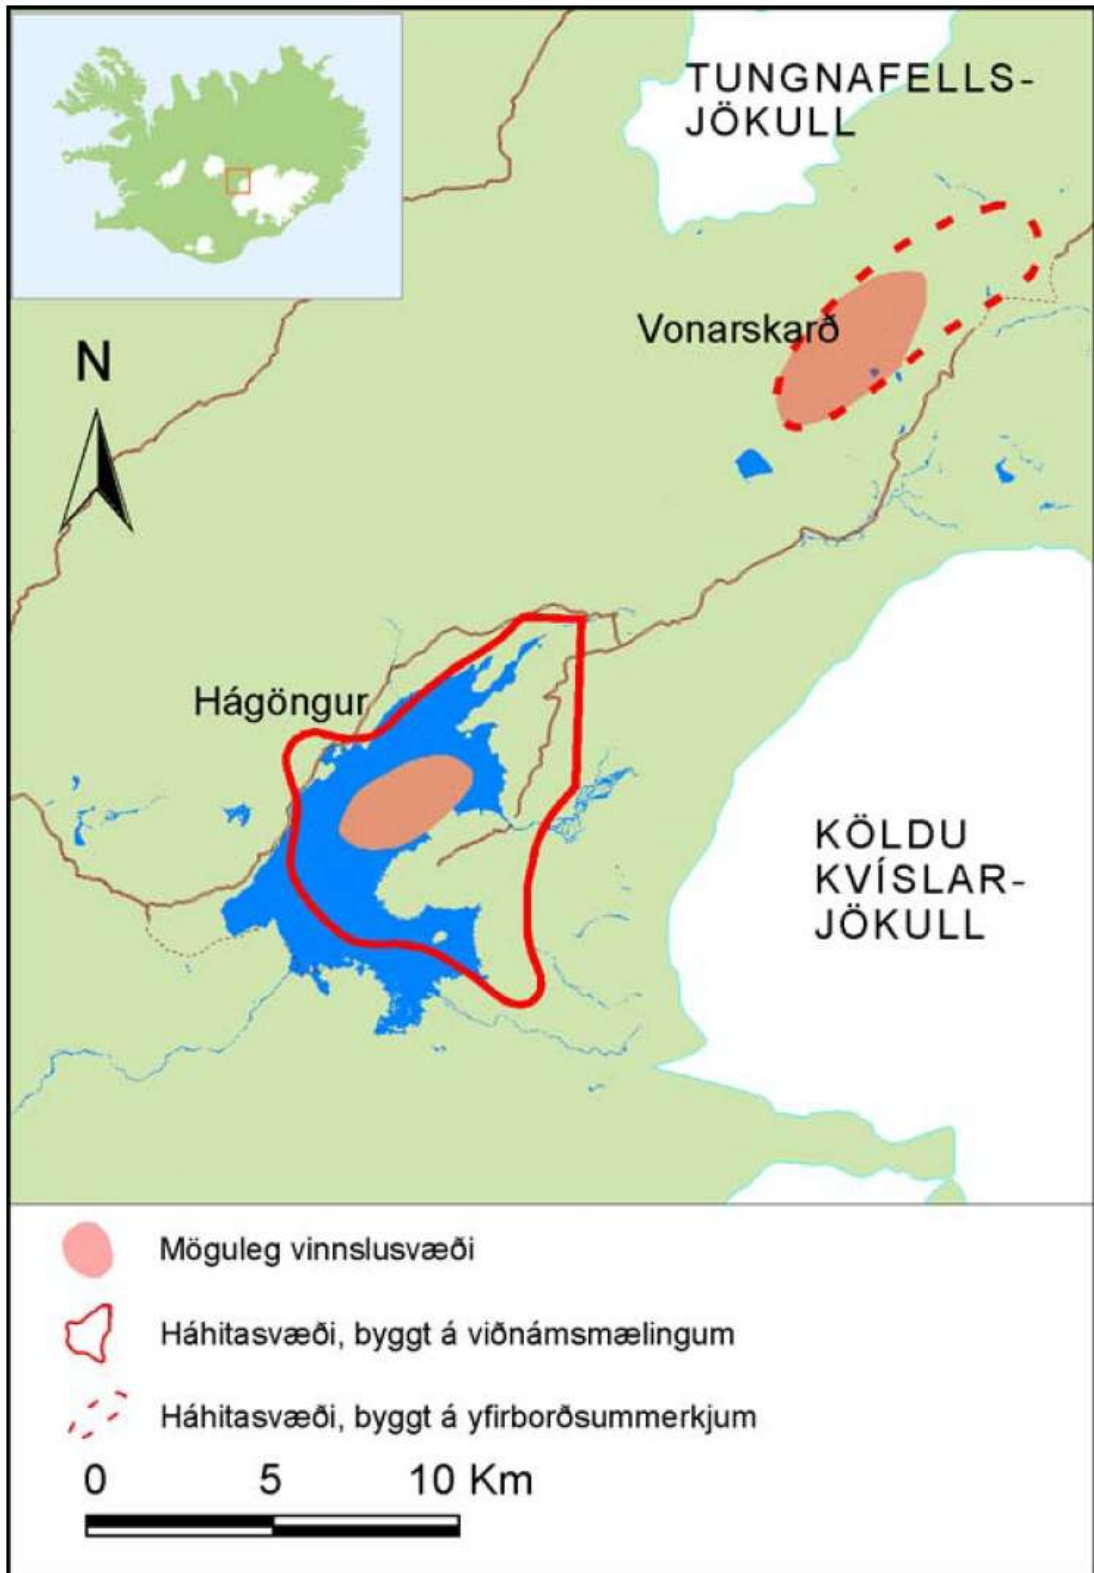 TUNGNAFELLS-
JÖKULL
Vonarskarð
N
Hágöngur
KÖLDU
KVÍSLAR-
JÖKULL
Möguleg vinnslusvæði
Háhitasvæði, byggt á viðnámsmælingum
Háhitasvæði, byggt á yfirborðsummerkjum
0 5 10 Km